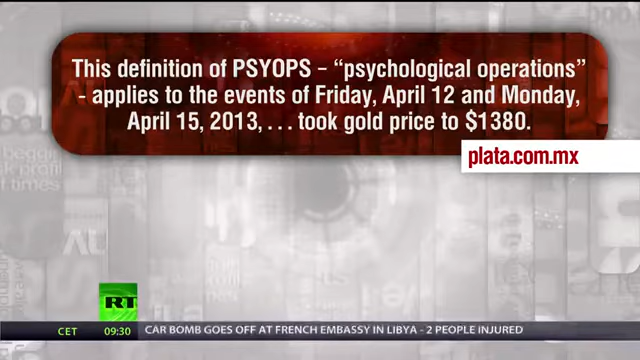 This definition of PSYOPS – “psychological operations”
- applies to the events of Friday, April 12 and Monday,
April 15, 2013, . . . took gold price to $1380.
plata.com.mx
RT
CET 09:30 CAR BOMB GOES OFF AT FRENCH EMBASSY IN LIBYA - 2 PEOPLE INJURED